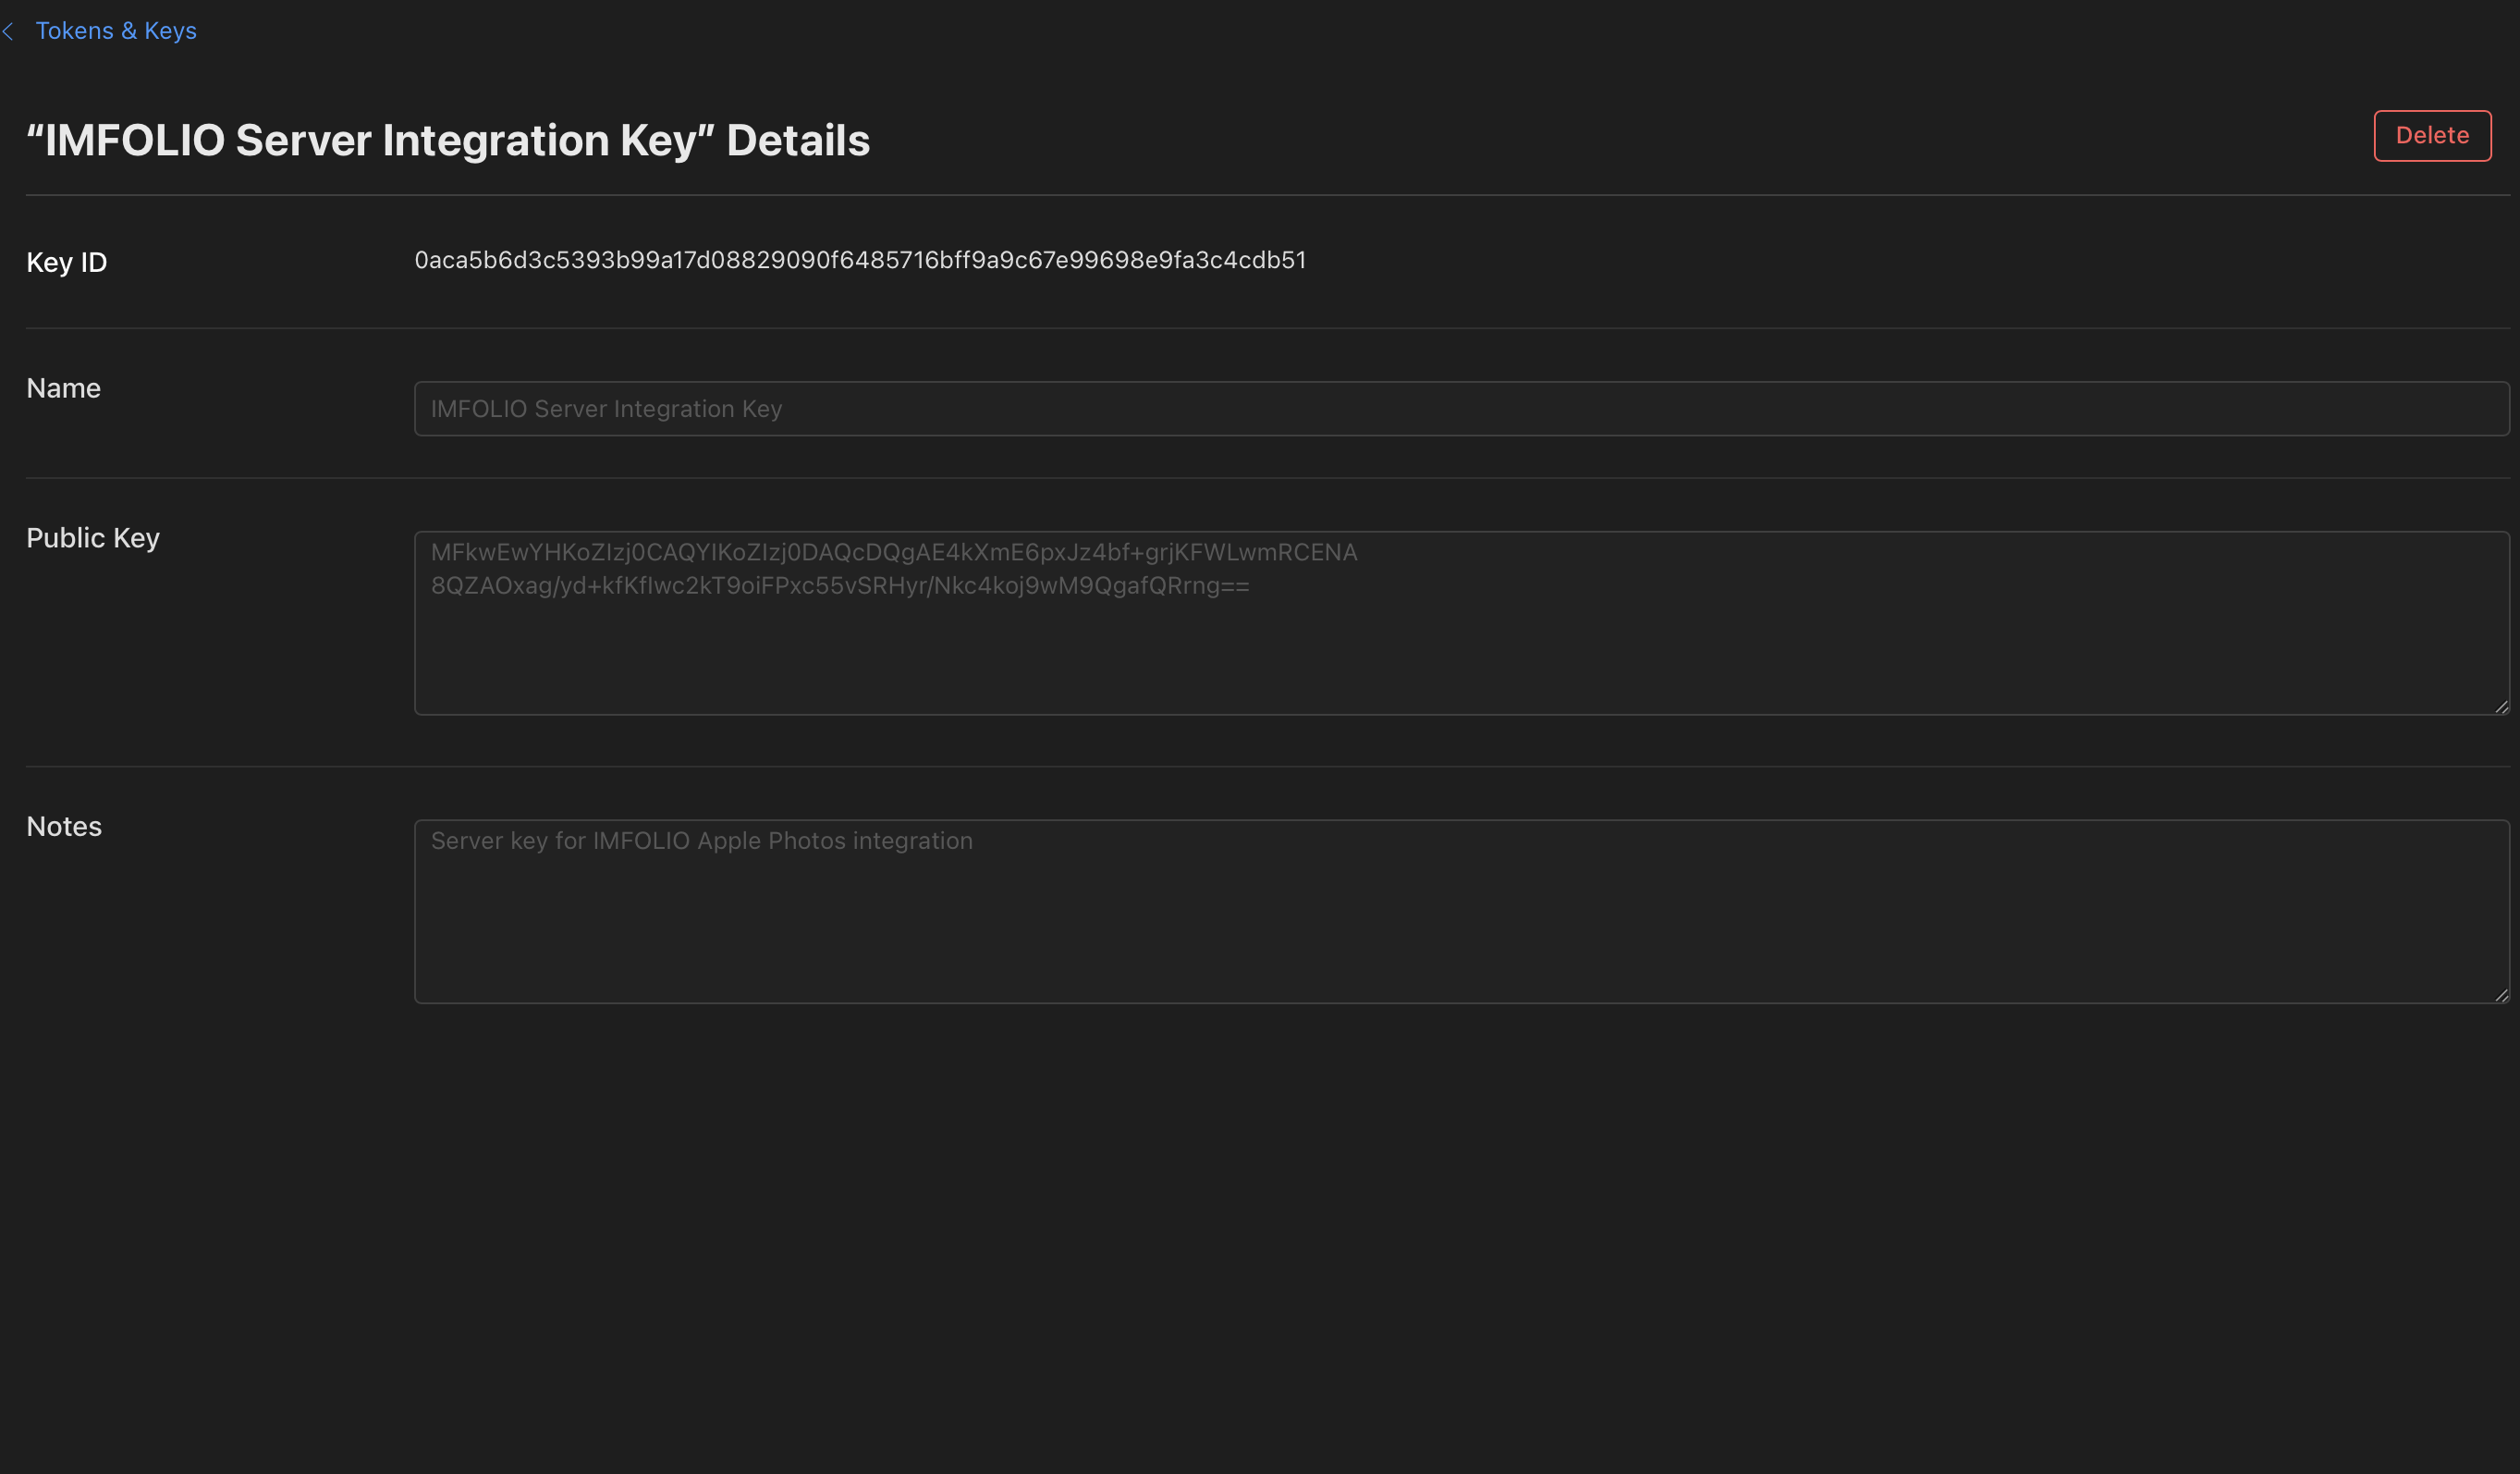 Tokens & Keys
“IMFOLIO Server Integration Key” Details
Delete
Key ID
0aca5b6d3c5393b99a17d08829090f6485716bff9a9c67e99698e9fa3c4cdb51
Name
IMFOLIO Server Integration Key
Public Key
MFkwEwYHKoZIzj0CAQYIKoZIzj0DAQcDQgAE4kXmE6pxJz4bf+grjKFWLwmRCENA
8QZAOxag/yd+kfKfIwc2kT9oiFPxc55vSRHyr/Nkc4koj9wM9QgafQRrng==
Notes
Server key for IMFOLIO Apple Photos integration